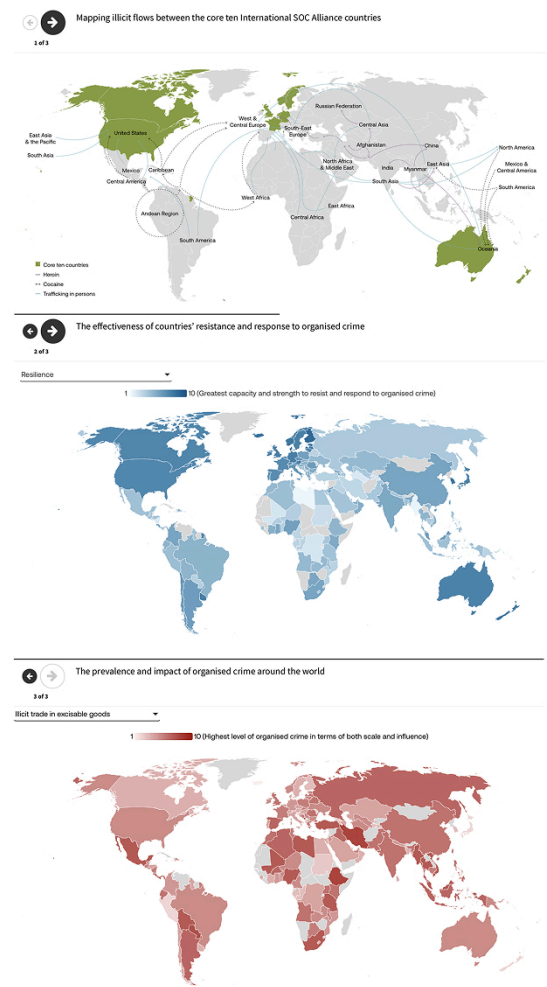 Mapping illicit flows between the core ten International SOC Alliance countries
1 of 3
Russian Federation
West &
Central Europe
South-East
Europe
Central Asia
United States
East Asia
& the Pacific
South Asia
Afghanistan
China
North America
Mexico
Caribbean
Central America
North Africa
& Middle East
India
Myanmar
East Asia
South Asia
Mexico &
Central America
South America
West Africa
East Africa
Andean Region
Central Africa
South America
Oceania
Core ten countries
Heroin
Cocaine
Trafficking in persons
The effectiveness of countries' resistance and response to organised crime
2 of 3
Resilience
1 10 (Greatest capacity and strength to resist and respond to organised crime)
The prevalence and impact of organised crime around the world
3 of 3
Illicit trade in excisable goods
1 10 (Highest level of organised crime in terms of both scale and influence)